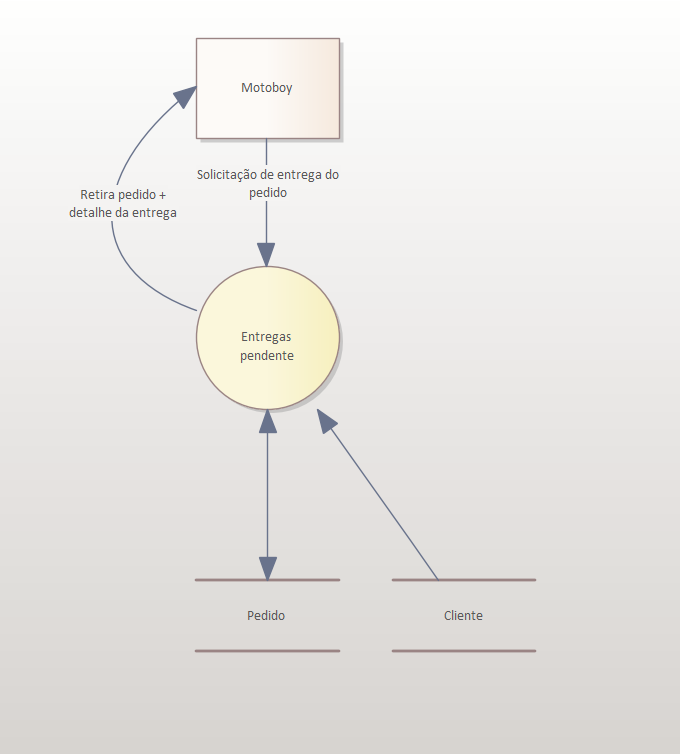 Motoboy
Solicitação de entrega do
pedido
Retira pedido +
detalhe da entrega
Entregas
pendente
Pedido
Cliente